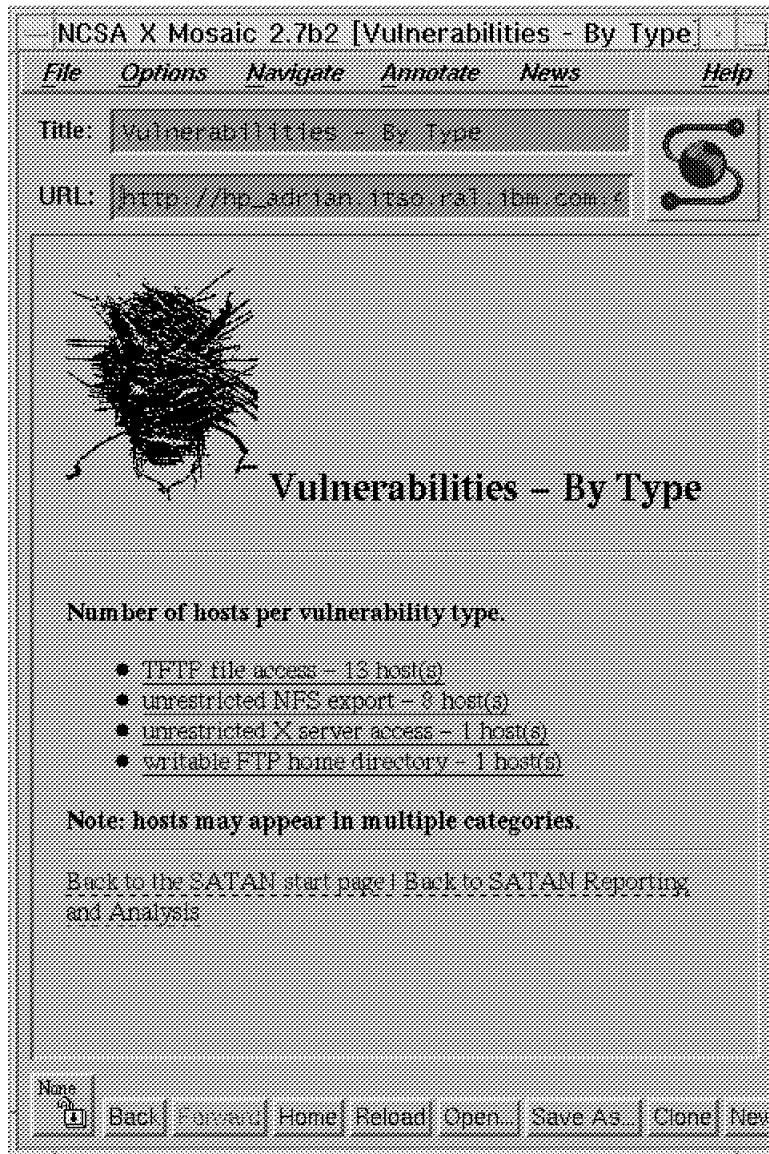 NCSA X Mosaic 2.7b2 [Vulnerabilities - By Type]
File Options Navigate Annotate News Help
Title: Vulnerabilities - By Type
URL: http://hp_adrian.itso.ral.ibm.com:4
Vulnerabilities – By Type
Number of hosts per vulnerability type.
● TFTP file access – 13 host(s)
● unrestricted NFS export – 8 host(s)
● unrestricted X server access – 1 host(s)
● writable FTP home directory – 1 host(s)
Note: hosts may appear in multiple categories.
Back to the SATAN start page | Back to SATAN Reporting
and Analysis
None
Back Forward Home Reload Open... Save As... Clone New